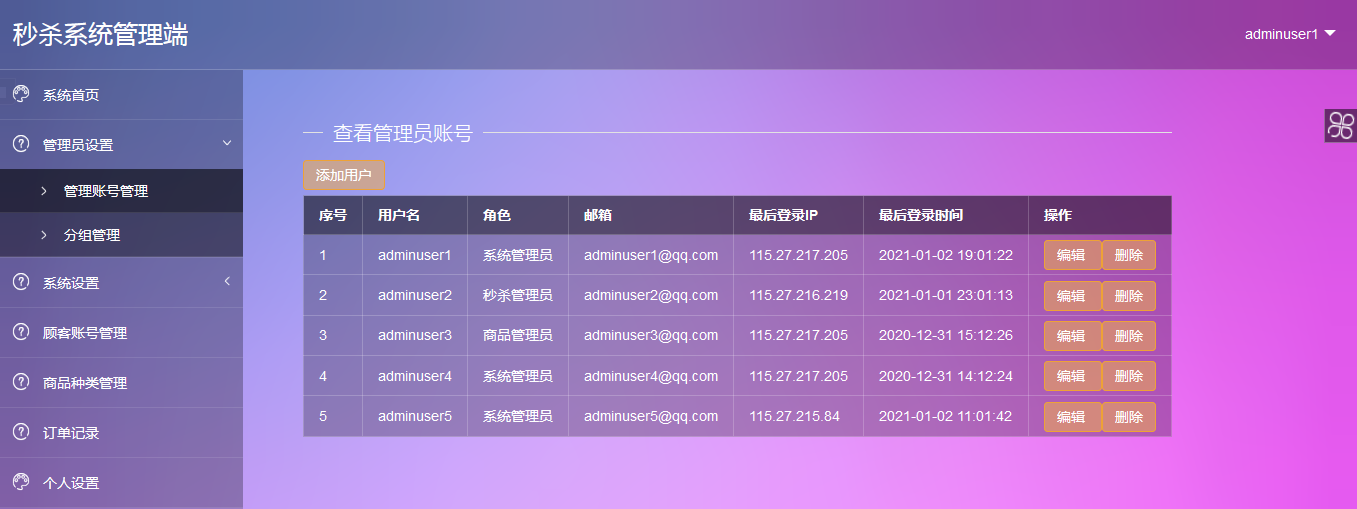 秒杀系统管理端
adminuser1
系统首页
管理员设置
管理账号管理
分组管理
系统设置
顾客账号管理
商品种类管理
订单记录
个人设置
查看管理员账号
添加用户
序号 用户名 角色 邮箱 最后登录IP 最后登录时间 操作
1 adminuser1 系统管理员 adminuser1@qq.com 115.27.217.205 2021-01-02 19:01:22 编辑 删除
2 adminuser2 秒杀管理员 adminuser2@qq.com 115.27.216.219 2021-01-01 23:01:13 编辑 删除
3 adminuser3 商品管理员 adminuser3@qq.com 115.27.217.205 2020-12-31 15:12:26 编辑 删除
4 adminuser4 系统管理员 adminuser4@qq.com 115.27.217.205 2020-12-31 14:12:24 编辑 删除
5 adminuser5 系统管理员 adminuser5@qq.com 115.27.215.84 2021-01-02 11:01:42 编辑 删除